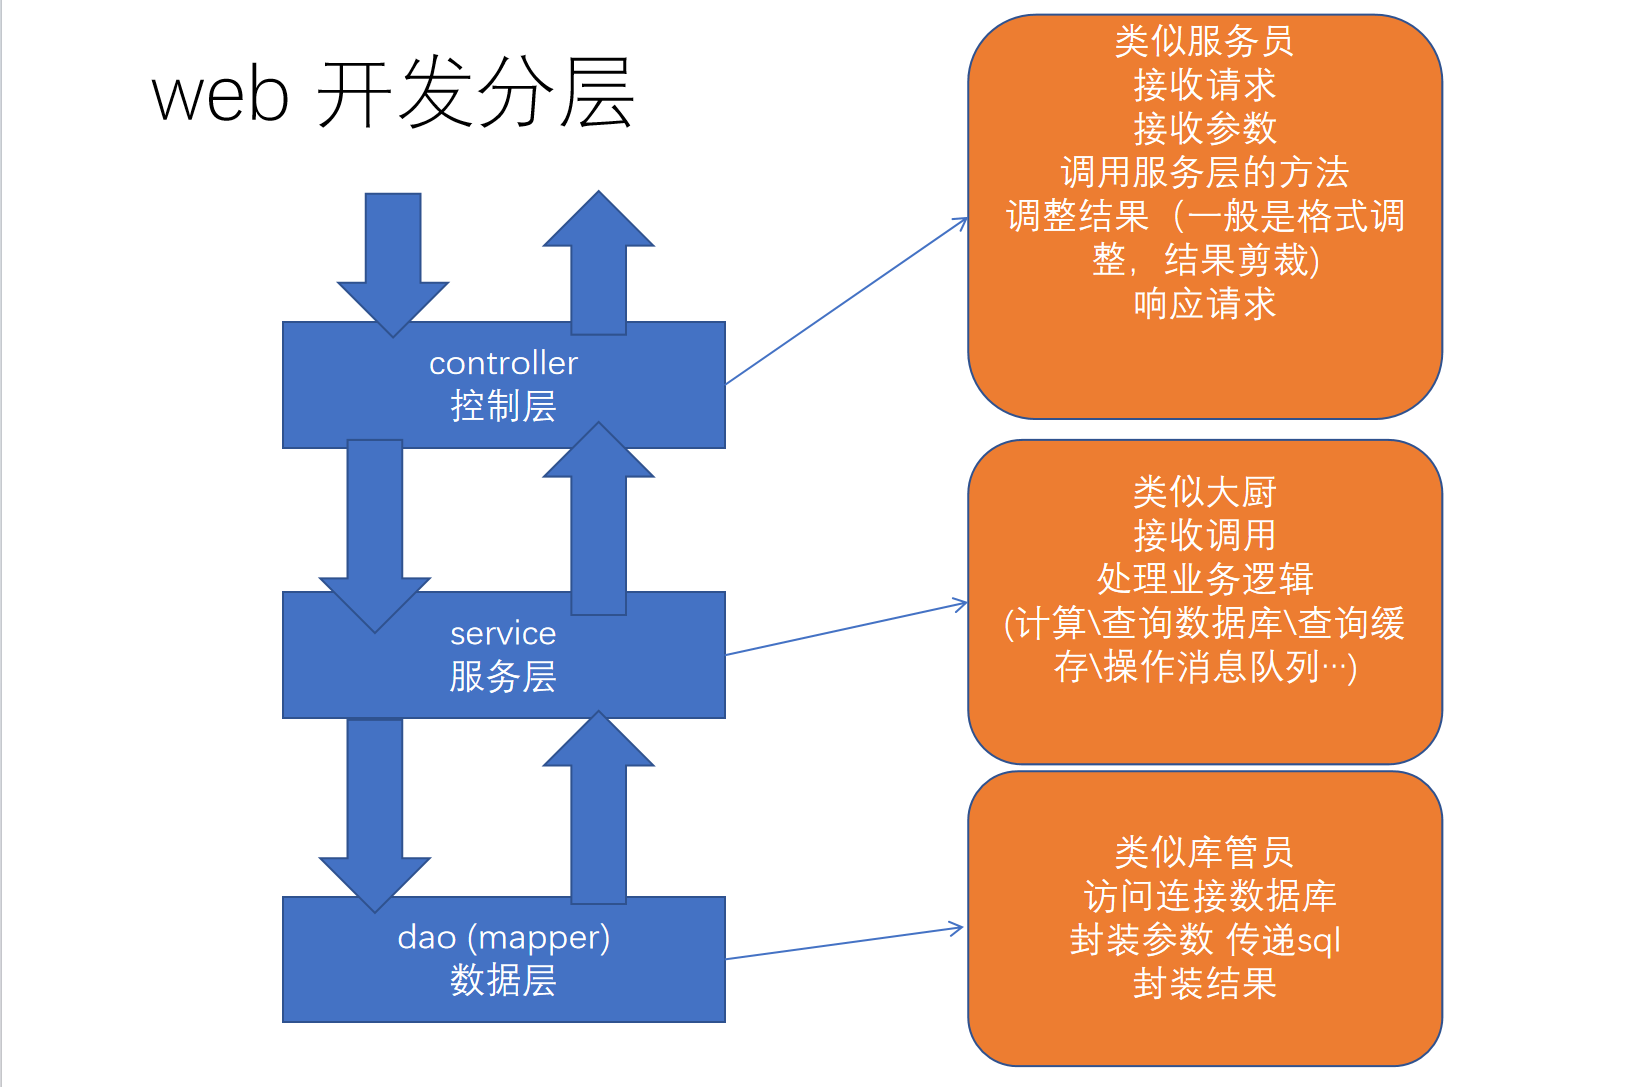 web 开发分层
controller
控制层
service
服务层
dao (mapper)
数据层
类似服务员
接收请求
接收参数
调用服务层的方法
调整结果（一般是格式调
整， 结果剪裁)
响应请求
类似大厨
接收调用
处理业务逻辑
(计算\查询数据库\查询缓
存\操作消息队列…)
类似库管员
访问连接数据库
封装参数 传递sql
封装结果